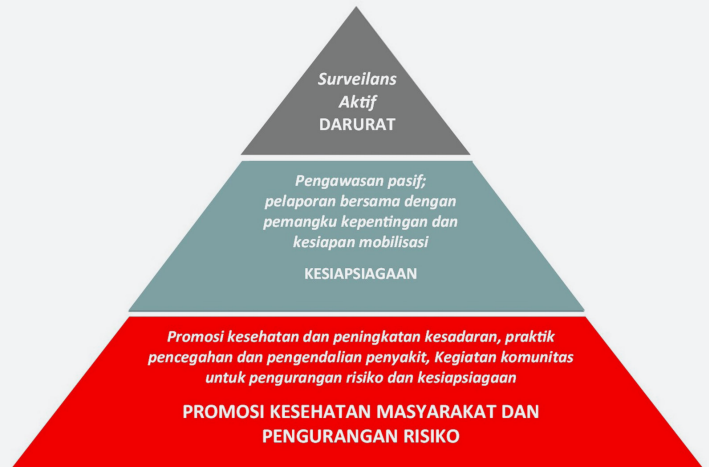 Surveilans
Aktif
DARURAT
Pengawasan pasif;
pelaporan bersama dengan
pemangku kepentingan dan
kesiapan mobilisasi
KESIAPSIAGAAN
Promosi kesehatan dan peningkatan kesadaran, praktik
pencegahan dan pengendalian penyakit, Kegiatan komunitas
untuk pengurangan risiko dan kesiapsiagaan
PROMOSI KESEHATAN MASYARAKAT DAN
PENGURANGAN RISIKO